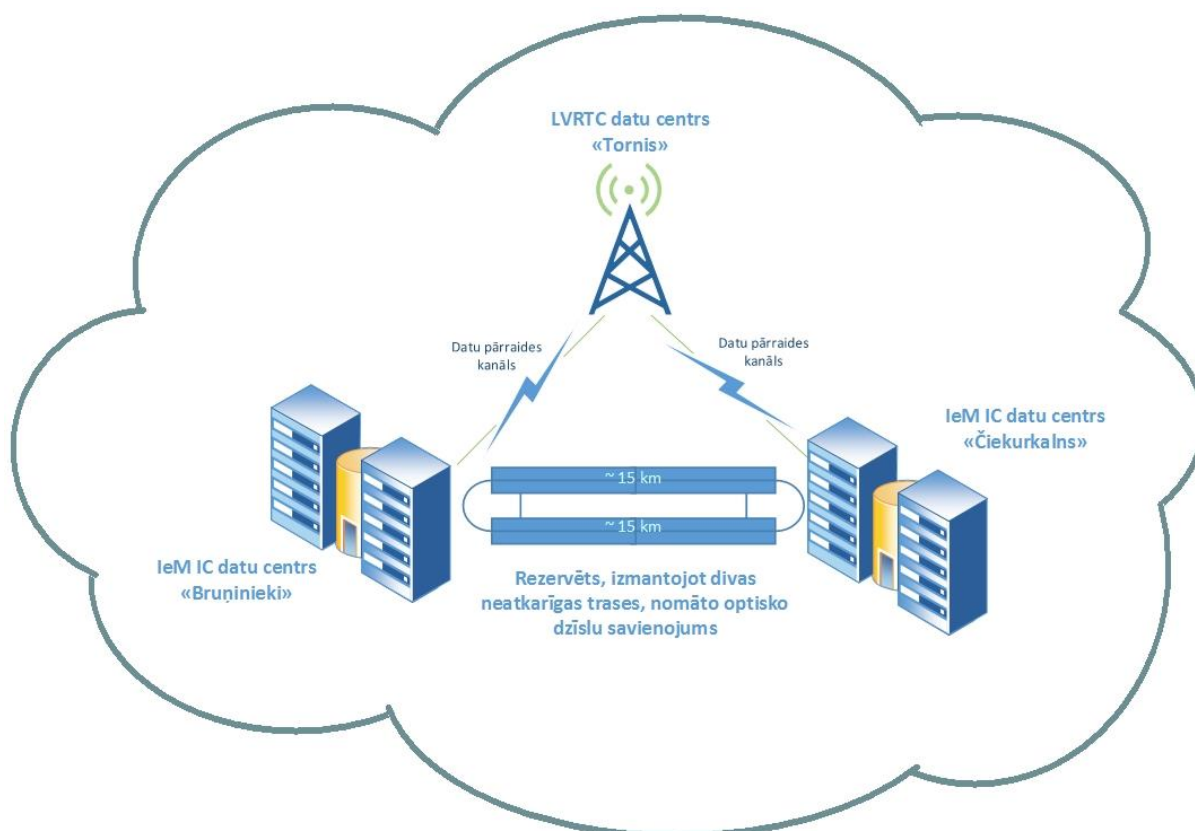 LVRTC datu centrs
«Tornis»
Datu pārraides
kanāls
Datu pārraides
kanāls
IeM IC datu centrs
«Čiekurkalns»
~ 15 km
~ 15 km
IeM IC datu centrs
«Bruņinieki»
Rezervēts, izmantojot divas
neatkarīgas trases, nomāto optisko
dzīslu savienojums